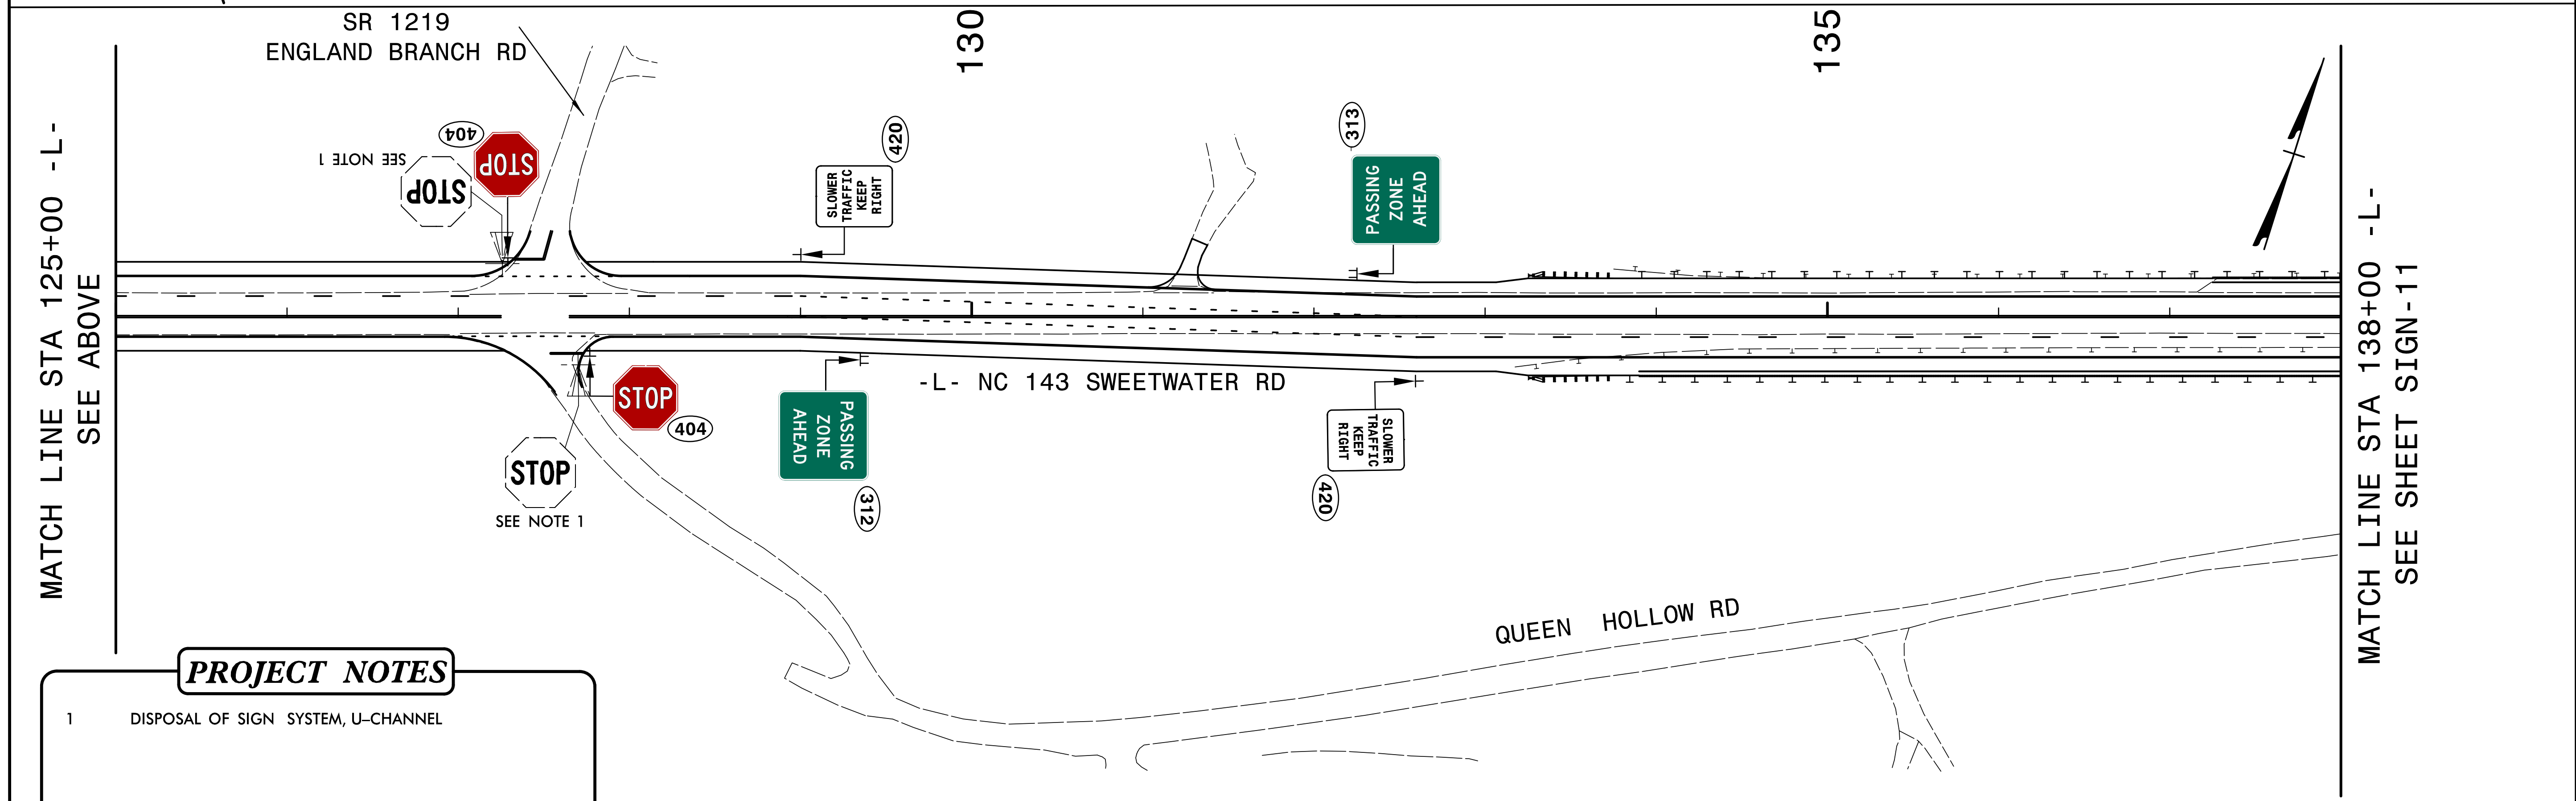 SR 1219
ENGLAND BRANCH RD
130
135
MATCH LINE STA 125+00 -L-
SEE ABOVE
404
STOP
SEE NOTE 1
STOP
420
SLOWER
TRAFFIC
KEEP
RIGHT
313
PASSING
ZONE
AHEAD
-L- NC 143 SWEETWATER RD
STOP
404
STOP
SEE NOTE 1
PASSING
ZONE
AHEAD
312
SLOWER
TRAFFIC
KEEP
RIGHT
420
QUEEN HOLLOW RD
MATCH LINE STA 138+00 -L-
SEE SHEET SIGN-11
PROJECT NOTES
1 DISPOSAL OF SIGN SYSTEM, U–CHANNEL